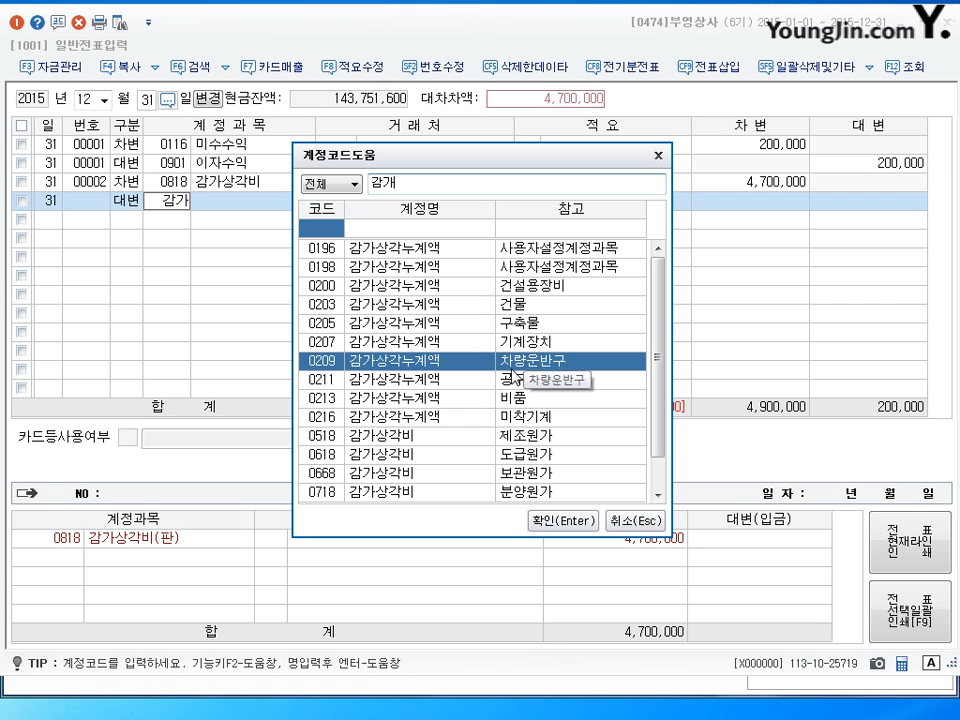 [0474]부영상사 (6기) 2015-01-01 ~ 2015-12-31
YoungJin.com Y.
[1001] 일반전표입력
F3 자금관리 F4 복사 F6 검색 F7 카드매출 F8 적요수정 SF2 번호수정 CF5 삭제한데이타 CF8 전기분전표 CF9 전표삽입 SF5 일괄삭제및기타 F12 조회
2015 년 12 월 31 ... 일 변경 현금잔액: 143,751,600 대차차액: 4,700,000
일 번호 구분 계정과목 거래처 적요 차변 대변
31 00001 차변 0116 미수수익 200,000
31 00001 대변 0901 이자수익 200,000
31 00002 차변 0818 감가상각비 4,700,000
31 대변 감가
합 계 4,900,000 200,000
계정코드도움 x
전체 감개
코드 계정명 참고
0196 감가상각누계액 사용자설정계정과목
0198 감가상각누계액 사용자설정계정과목
0200 감가상각누계액 건설용장비
0203 감가상각누계액 건물
0205 감가상각누계액 구축물
0207 감가상각누계액 기계장치
0209 감가상각누계액 차량운반구
0211 감가상각누계액 공
차량운반구
0213 감가상각누계액 비품
0216 감가상각누계액 미착기계
0518 감가상각비 제조원가
0618 감가상각비 도급원가
0668 감가상각비 보관원가
0718 감가상각비 분양원가
확인(Enter) 취소(Esc)
카드등사용여부
NO : 일 자 : 년 월 일
계정과목 대변(입금)
0818 감가상각비(판) 4,700,000
합 계 4,700,000
전 표
현재라인
인 쇄
전 표
선택일괄
인쇄[F9]
TIP : 계정코드를 입력하세요. 기능키F2-도움창, 명입력후 엔터-도움창
[X000000] 113-10-25719 A